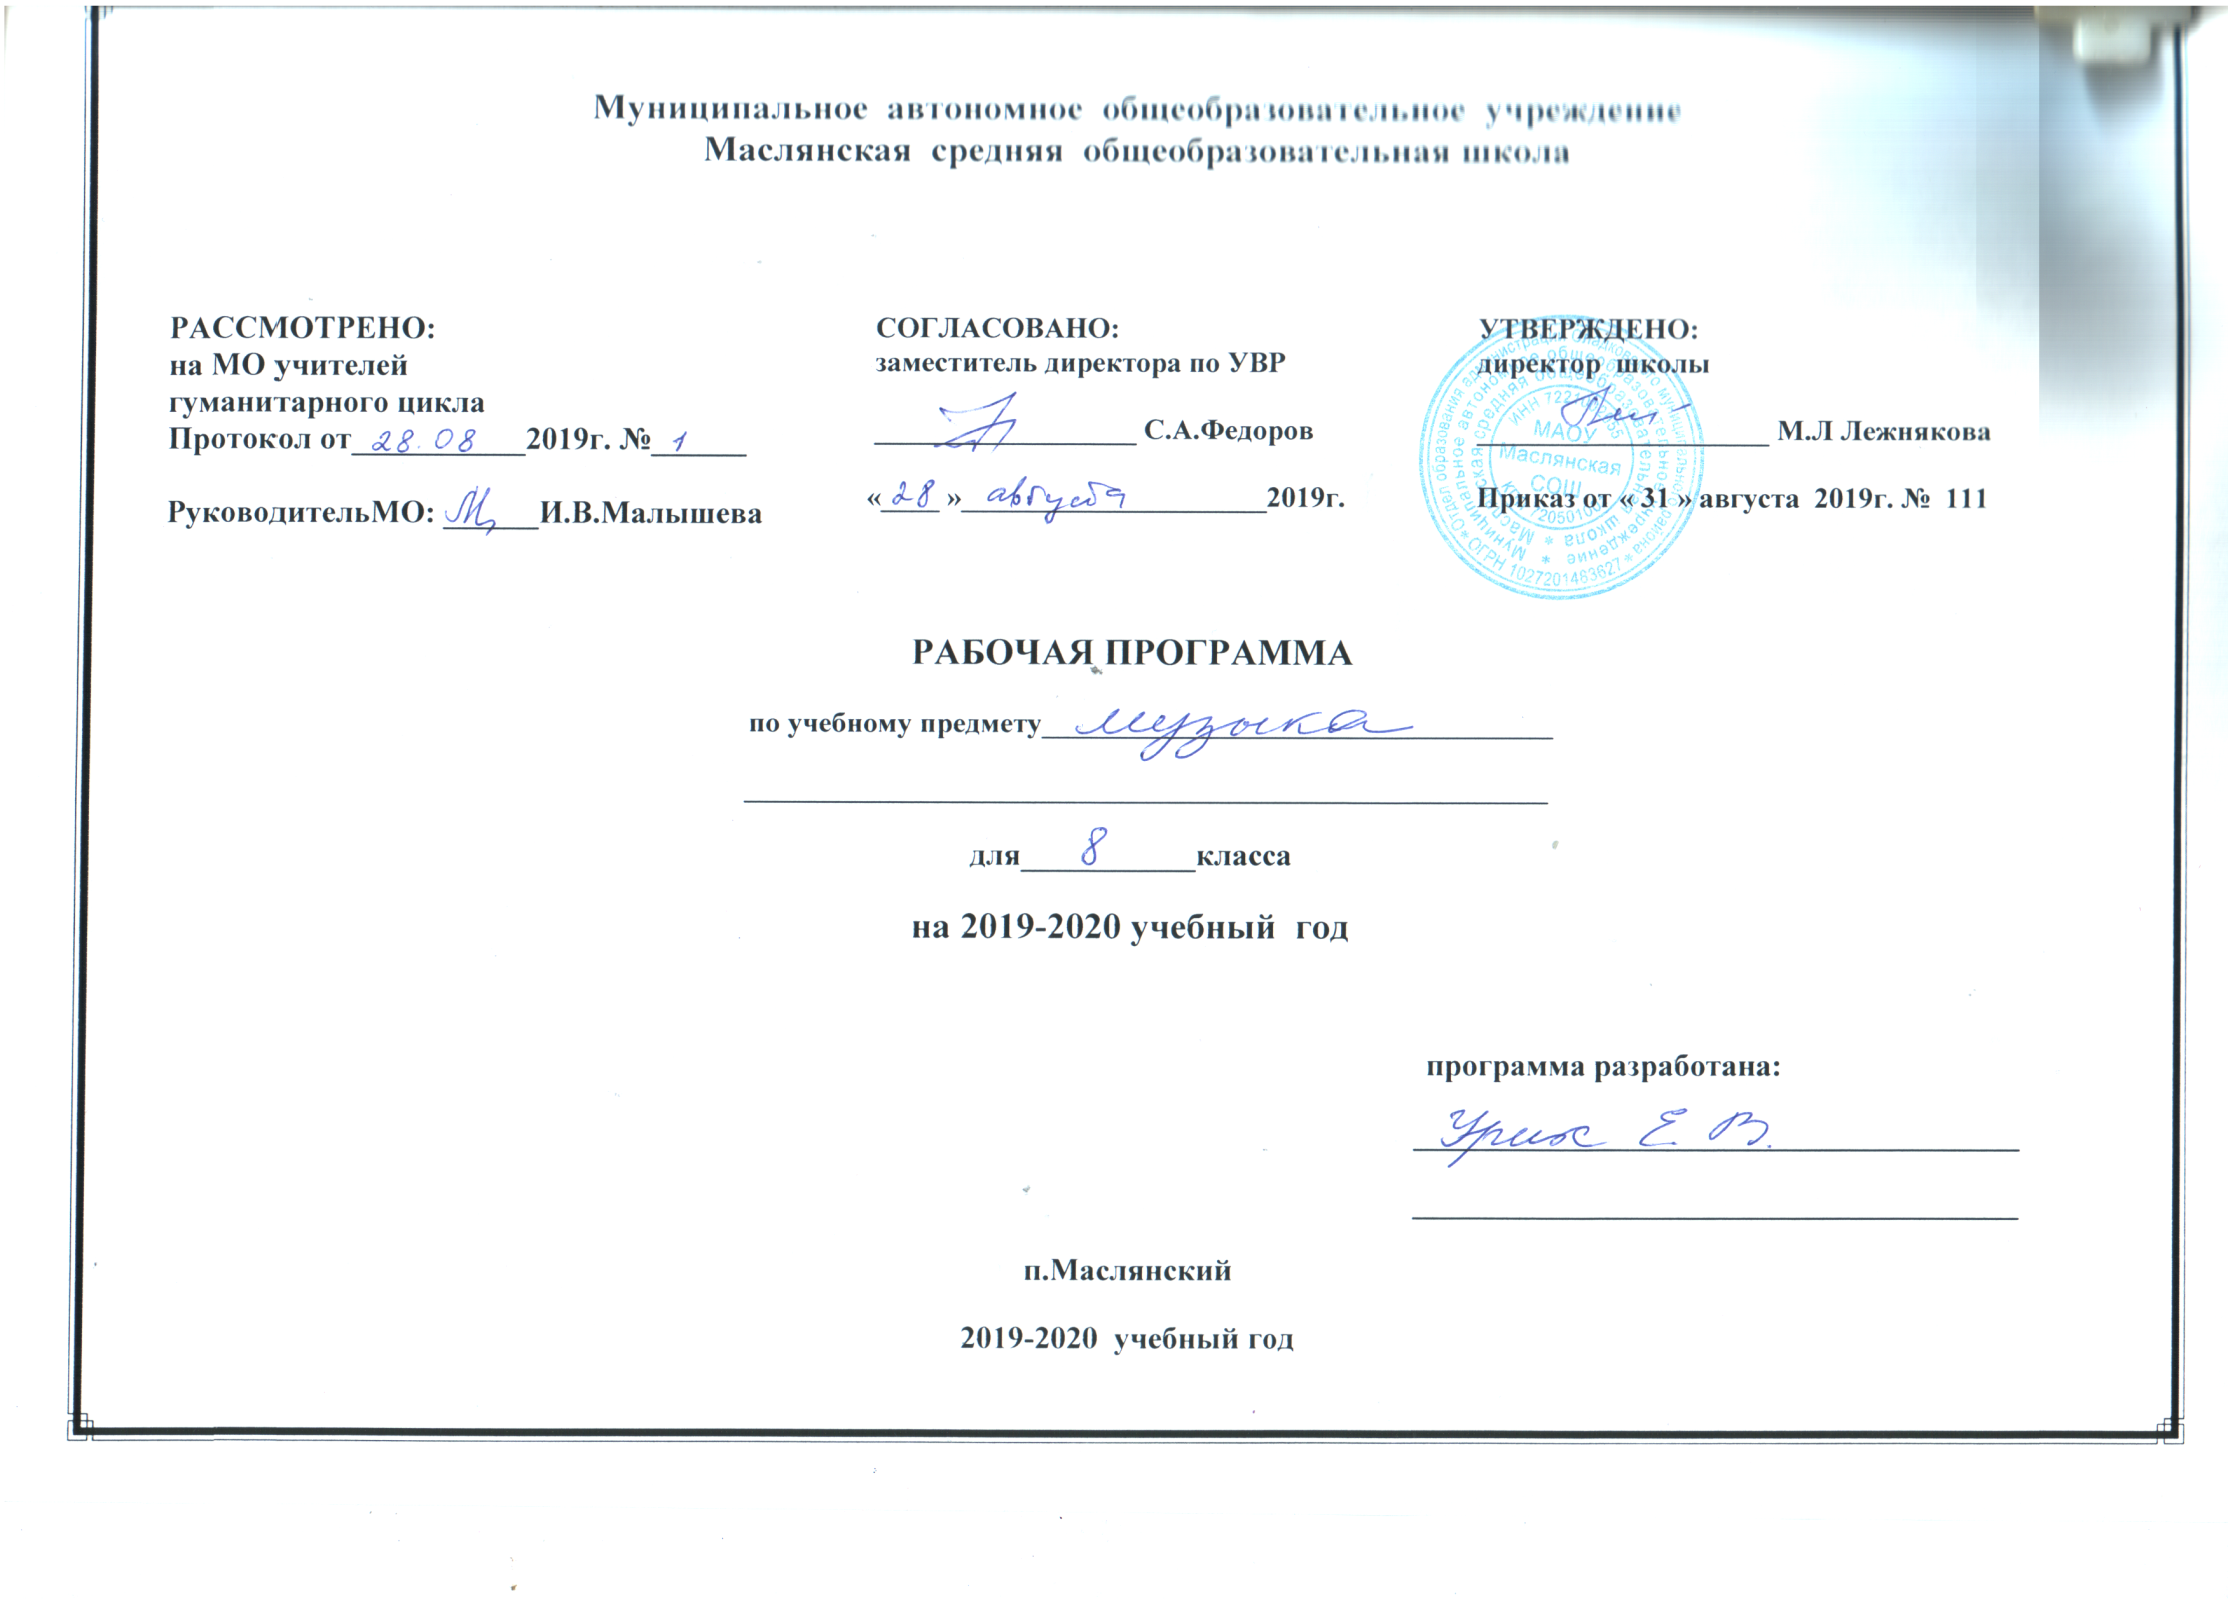 Муниципальное автономное общеобразовательное учреждение
Маслянская средняя общеобразовательная школа
РАССМОТРЕНО:
на МО учителей
гуманитарного цикла
Протокол от 28.08 2019г. № 1
РуководительМО: И.В.Малышева
СОГЛАСОВАНО:
заместитель директора по УВР
С.А.Федоров
« 28 » августа 2019г.
УТВЕРЖДЕНО:
директор школы
М.Л Лежнякова
Приказ от « 31 » августа 2019г. № 111
МАОУ
Маслянская
СОШ
ОГРН 1027201463627
РАБОЧАЯ ПРОГРАММА
по учебному предмету музыка
для 8 класса
на 2019-2020 учебный год
программа разработана:
Е. В.
п.Маслянский
2019-2020 учебный год